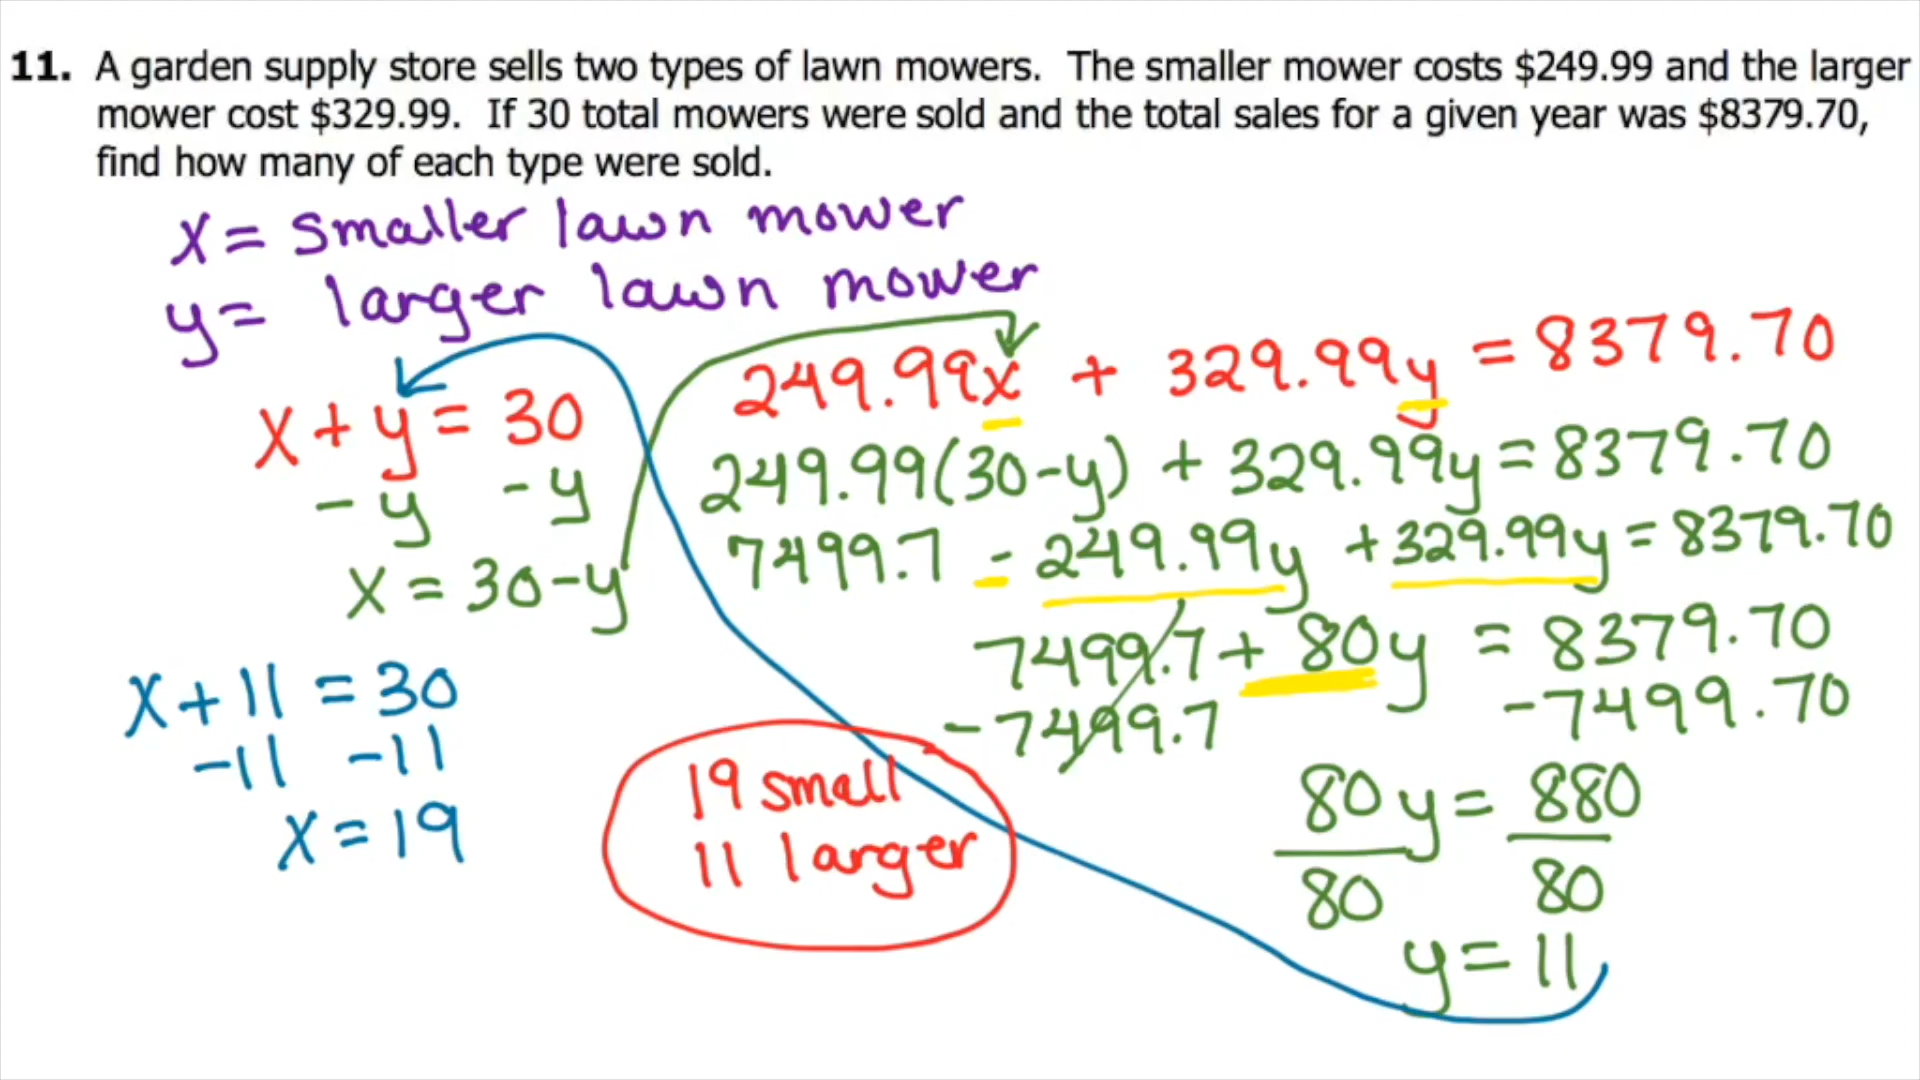 11. A garden supply store sells two types of lawn mowers. The smaller mower costs $249.99 and the larger
mower cost $329.99. If 30 total mowers were sold and the total sales for a given year was $8379.70,
find how many of each type were sold.
x = smaller lawn mower
y = larger lawn mower
x + y = 30
-y -y
x = 30-y
249.99x + 329.99y = 8379.70
249.99(30-y) + 329.99y = 8379.70
7499.7 - 249.99y + 329.99y = 8379.70
7499.7 + 80y = 8379.70
-7499.7 -7499.70
80y = 880
80 80
y = 11
x + 11 = 30
-11 -11
x = 19
19 small
11 larger